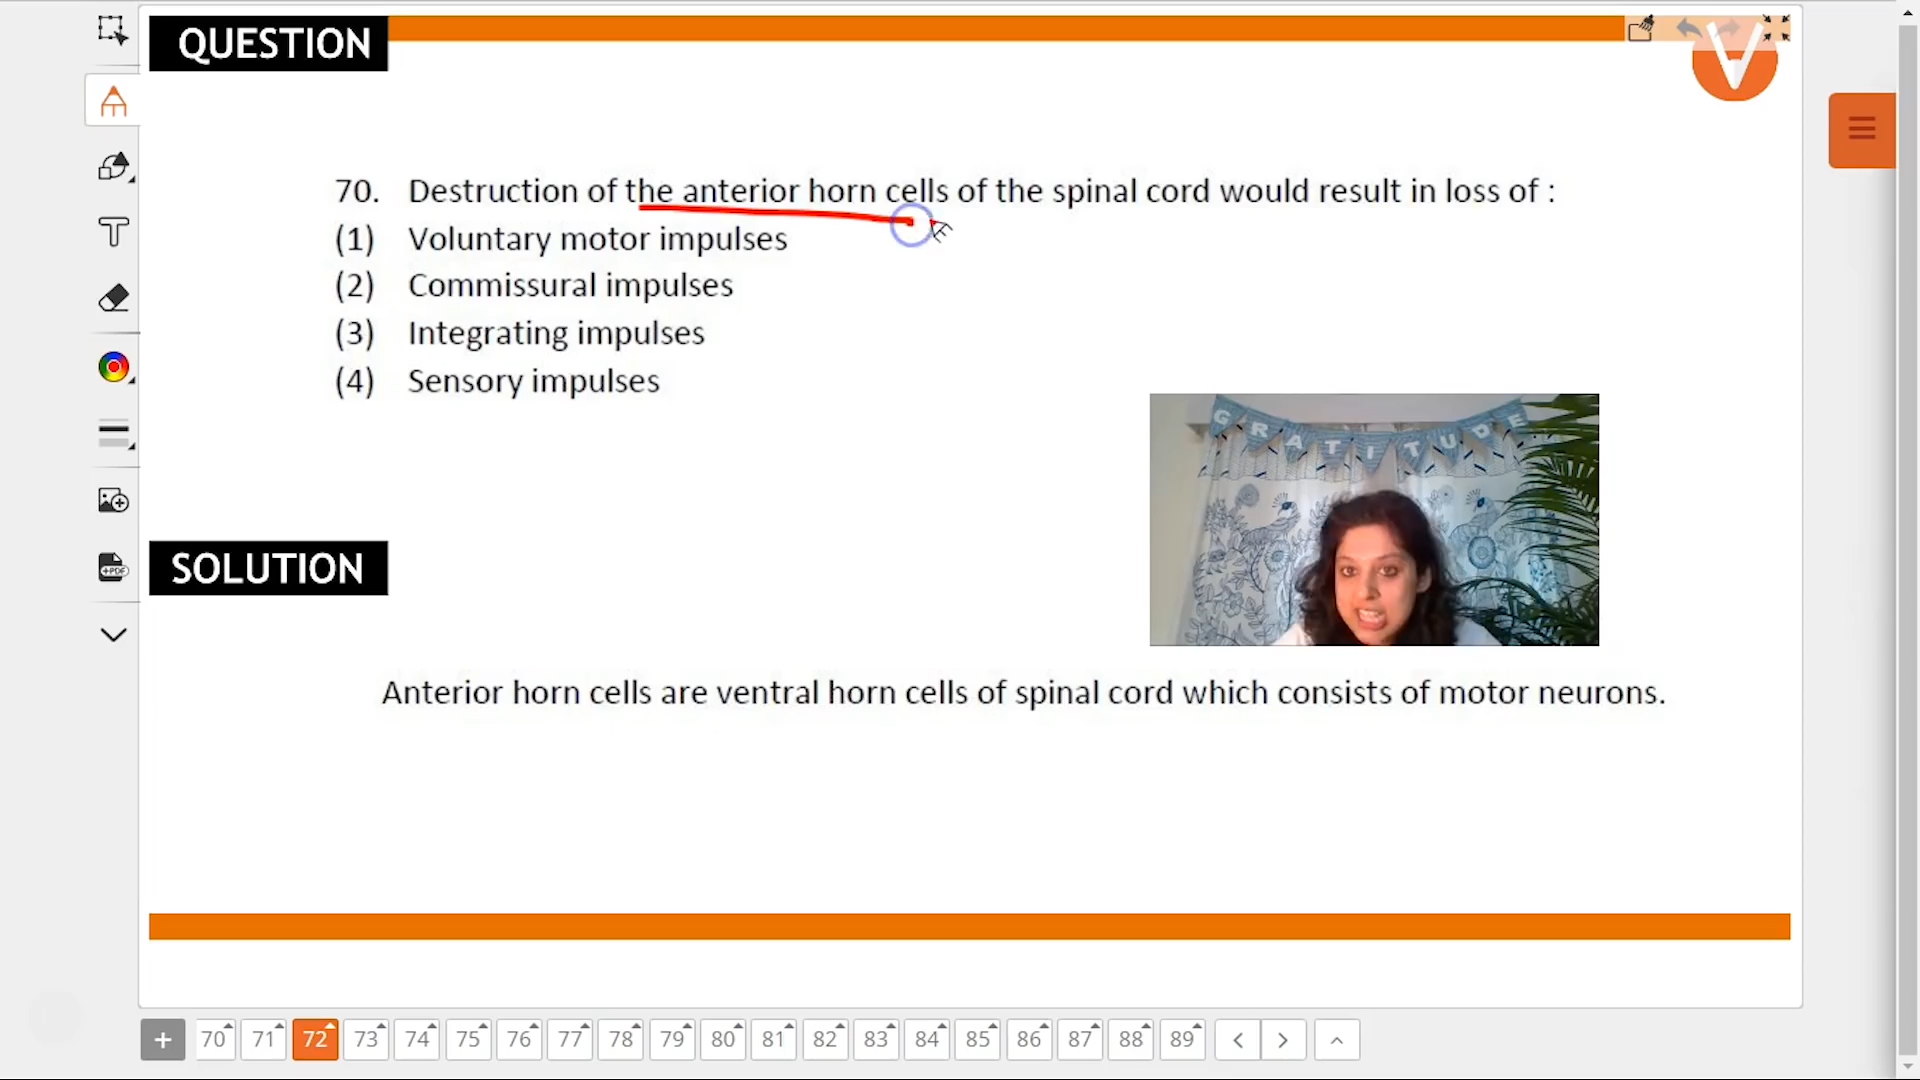 QUESTION
70. Destruction of the anterior horn cells of the spinal cord would result in loss of :
(1) Voluntary motor impulses
(2) Commissural impulses
(3) Integrating impulses
(4) Sensory impulses
GRATITUDE
SOLUTION
Anterior horn cells are ventral horn cells of spinal cord which consists of motor neurons.
+PDF
+ 70 71 72 73 74 75 76 77 78 79 80 81 82 83 84 85 86 87 88 89